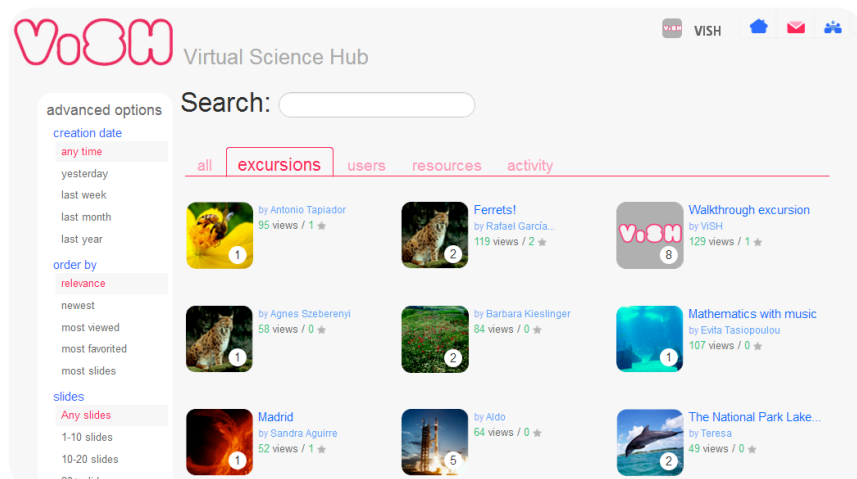 ViSH
Virtual Science Hub
ViSH VISH
advanced options
creation date
any time
yesterday
last week
last month
last year
order by
relevance
newest
most viewed
most favorited
most slides
slides
Any slides
1-10 slides
10-20 slides
Search:
all excursions users resources activity
1
by Antonio Tapiador
95 views / 1
2
Ferrets!
by Rafael García...
119 views / 2
ViSH
8
Walkthrough excursion
by ViSH
129 views / 1
1
by Agnes Szeberenyi
58 views / 0
2
by Barbara Kieslinger
84 views / 0
1
Mathematics with music
by Evita Tasiopoulou
107 views / 0
1
Madrid
by Sandra Aguirre
52 views / 1
5
by Aldo
64 views / 0
2
The National Park Lake...
by Teresa
49 views / 0